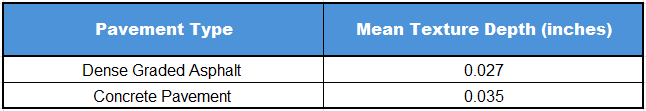 Pavement Type Mean Texture Depth (inches)
Dense Graded Asphalt 0.027
Concrete Pavement 0.035